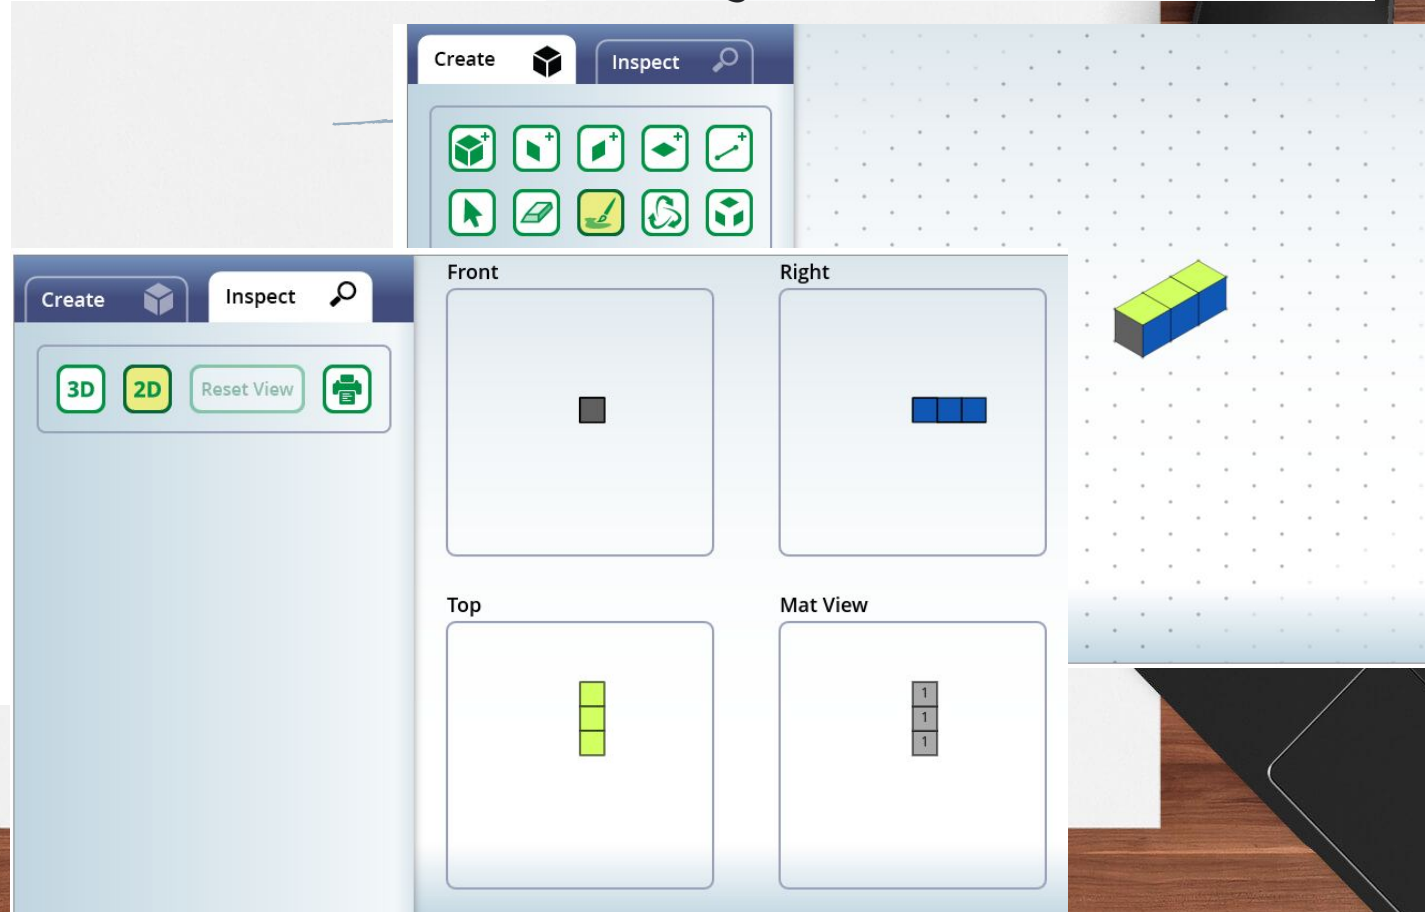 Create
Inspect
Create
Inspect
3D
2D
Reset View
Front
Right
Top
Mat View
1
1
1